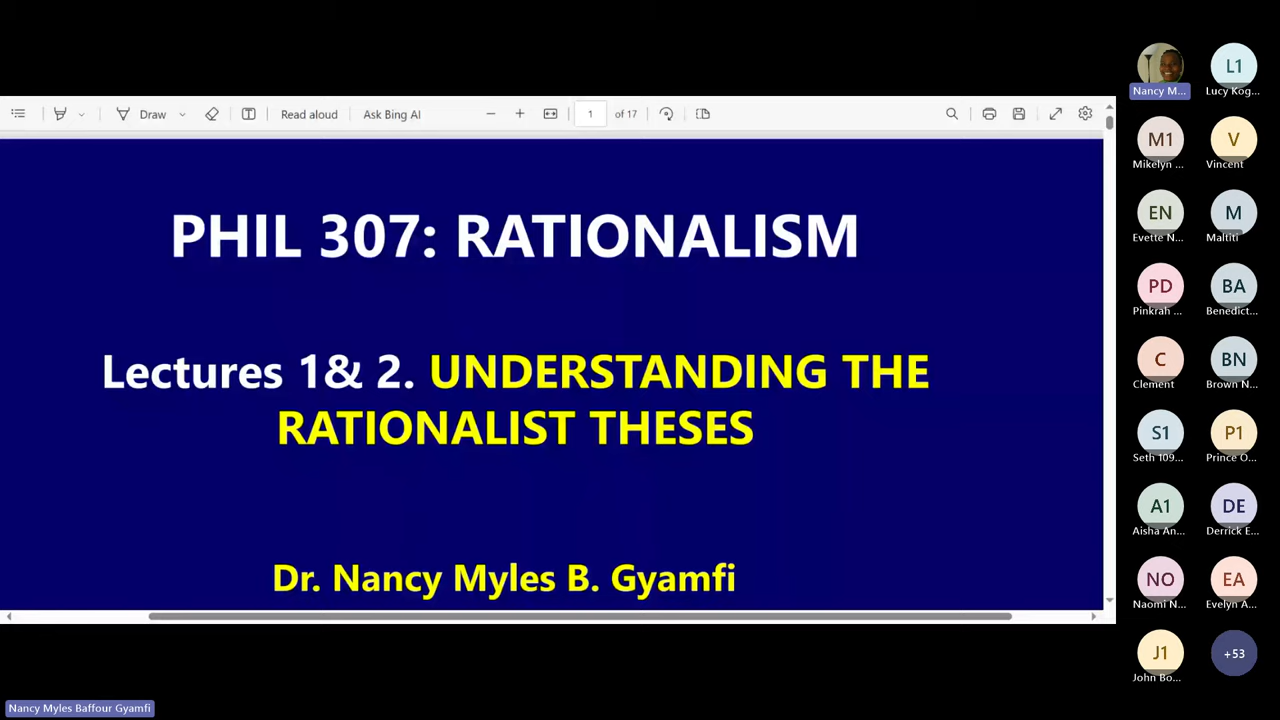 Draw
Read aloud
Ask Bing AI
1
of 17
PHIL 307: RATIONALISM
Lectures 1& 2. UNDERSTANDING THE
RATIONALIST THESES
Dr. Nancy Myles B. Gyamfi
Nancy M...
L1
Lucy Kog...
M1
Mikelyn ...
V
Vincent
EN
Evette N...
M
Maltiti
PD
Pinkrah ...
BA
Benedict...
C
Clement
BN
Brown N...
S1
Seth 109...
P1
Prince O...
A1
Aisha An...
DE
Derrick E...
NO
Naomi N...
EA
Evelyn A...
J1
John Bo...
+53
Nancy Myles Baffour Gyamfi